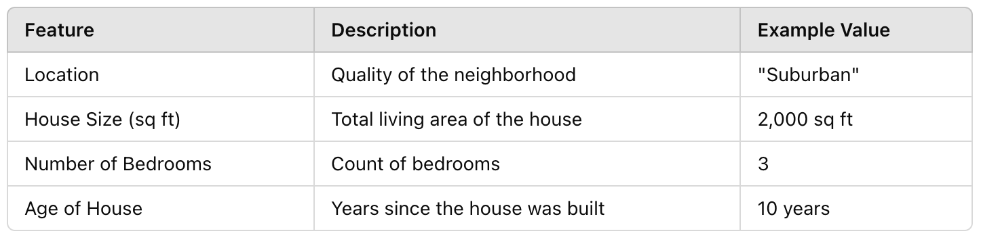 Feature Description Example Value
Location Quality of the neighborhood "Suburban"
House Size (sq ft) Total living area of the house 2,000 sq ft
Number of Bedrooms Count of bedrooms 3
Age of House Years since the house was built 10 years